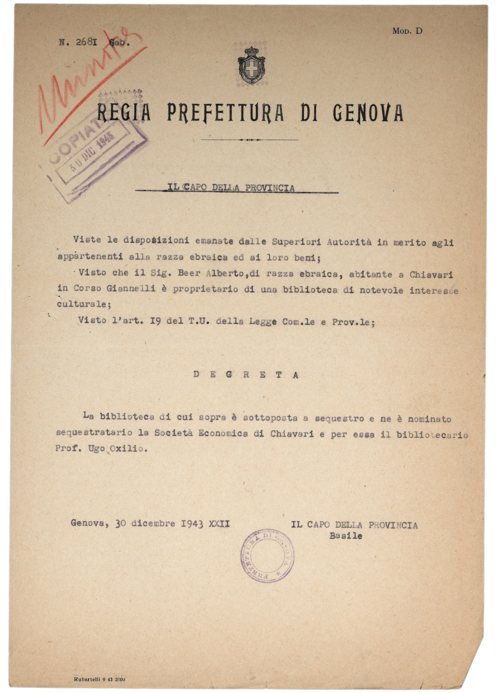 Mod. D
N. 2681 Gab.
Minuta
COPIATO
30 DIC 1943
REGIA PREFETTURA DI GENOVA
IL CAPO DELLA PROVINCIA
Viste le disposizioni emanate dalle Superiori Autorità in merito agli
appartenenti alla razza ebraica ed ai loro beni;
Visto che il Sig. Beer Alberto,di razza ebraica, abitante a Chiavari
in Corso Giannelli è proprietario di una biblioteca di notevole interesse
culturale;
Visto l'art. I9 del T.U. della Legge Com.le e Prov.le;
D E C R E T A
La biblioteca di cui sopra è sottoposta a sequestro e ne è nominato
sequestratario la Società Economica di Chiavari e per essa il bibliotecario
Prof. Ugo Oxilio.
Genova, 30 dicembre 1943 XXII
IL CAPO DELLA PROVINCIA
Basile